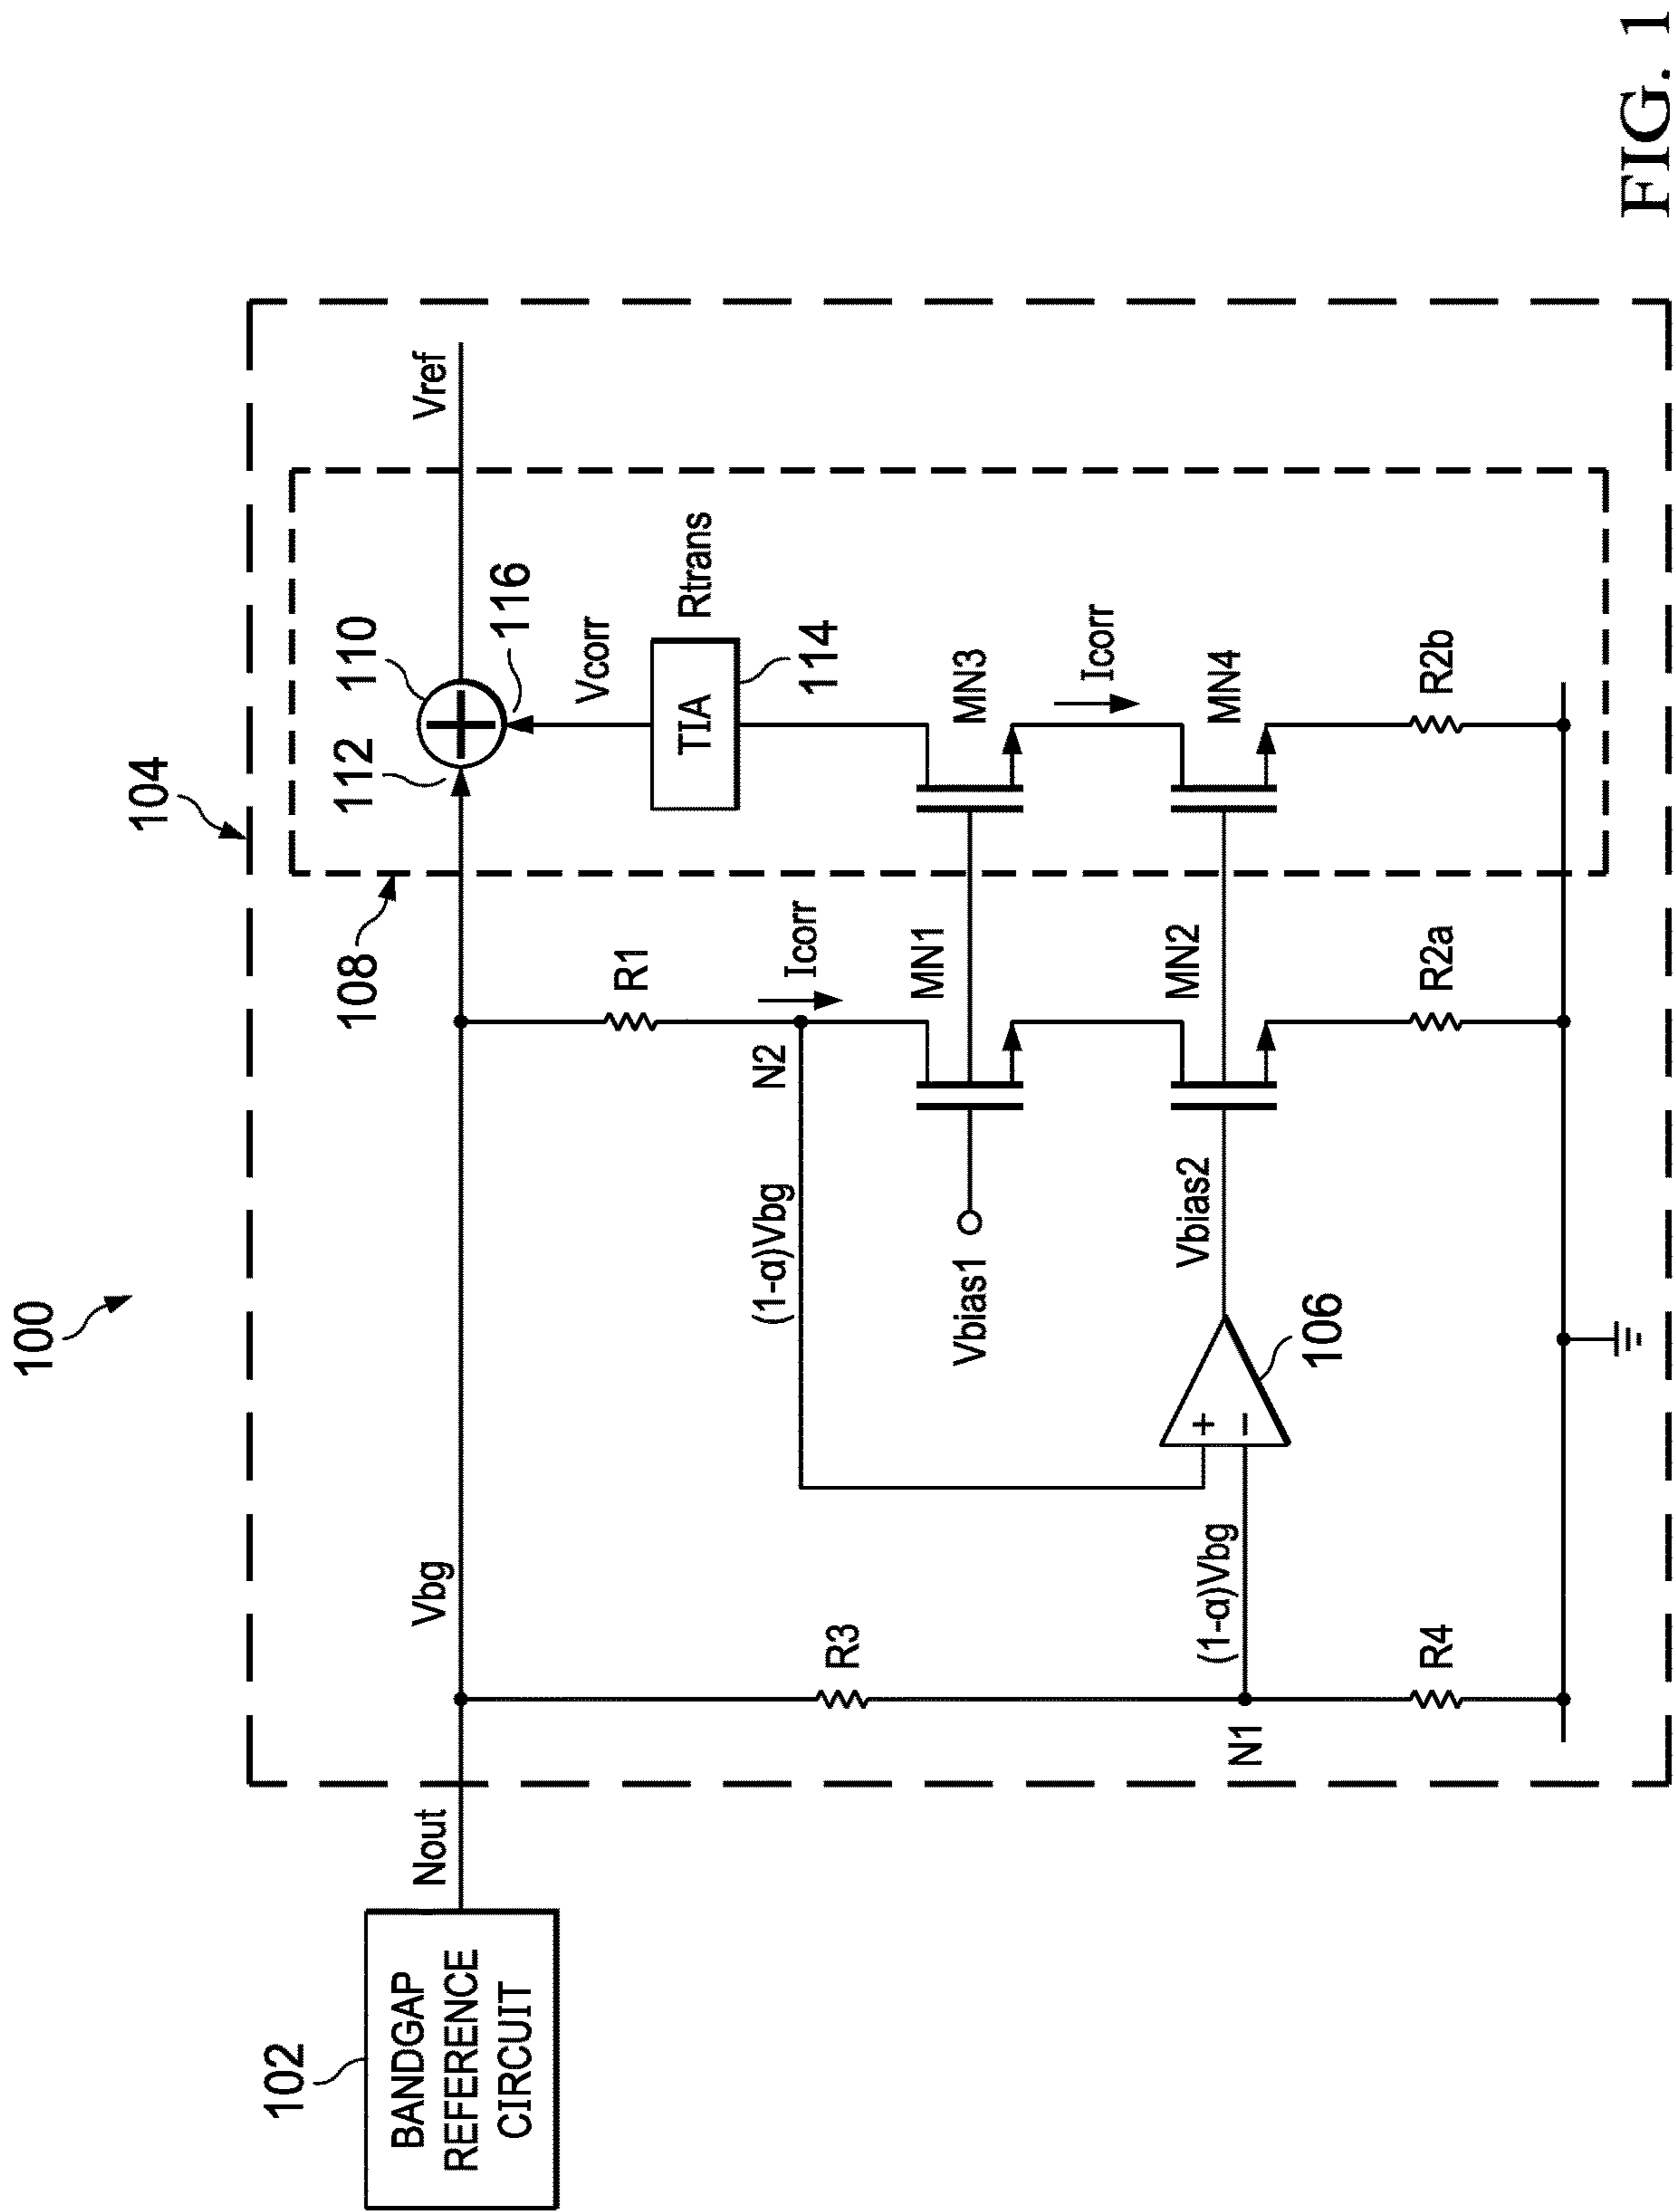 100
104
102
BANDGAP
REFERENCE
CIRCUIT
Nout
Vbg
108
112
110
116
Vref
Vcorr
R1
N2
Icorr
TIA
Rtrans
114
(1-α)Vbg
R3
MN1
MN3
Vbias1
Icorr
(1-α)Vbg
+
−
Vbias2
MN2
MN4
106
N1
R4
R2a
R2b
FIG. 1